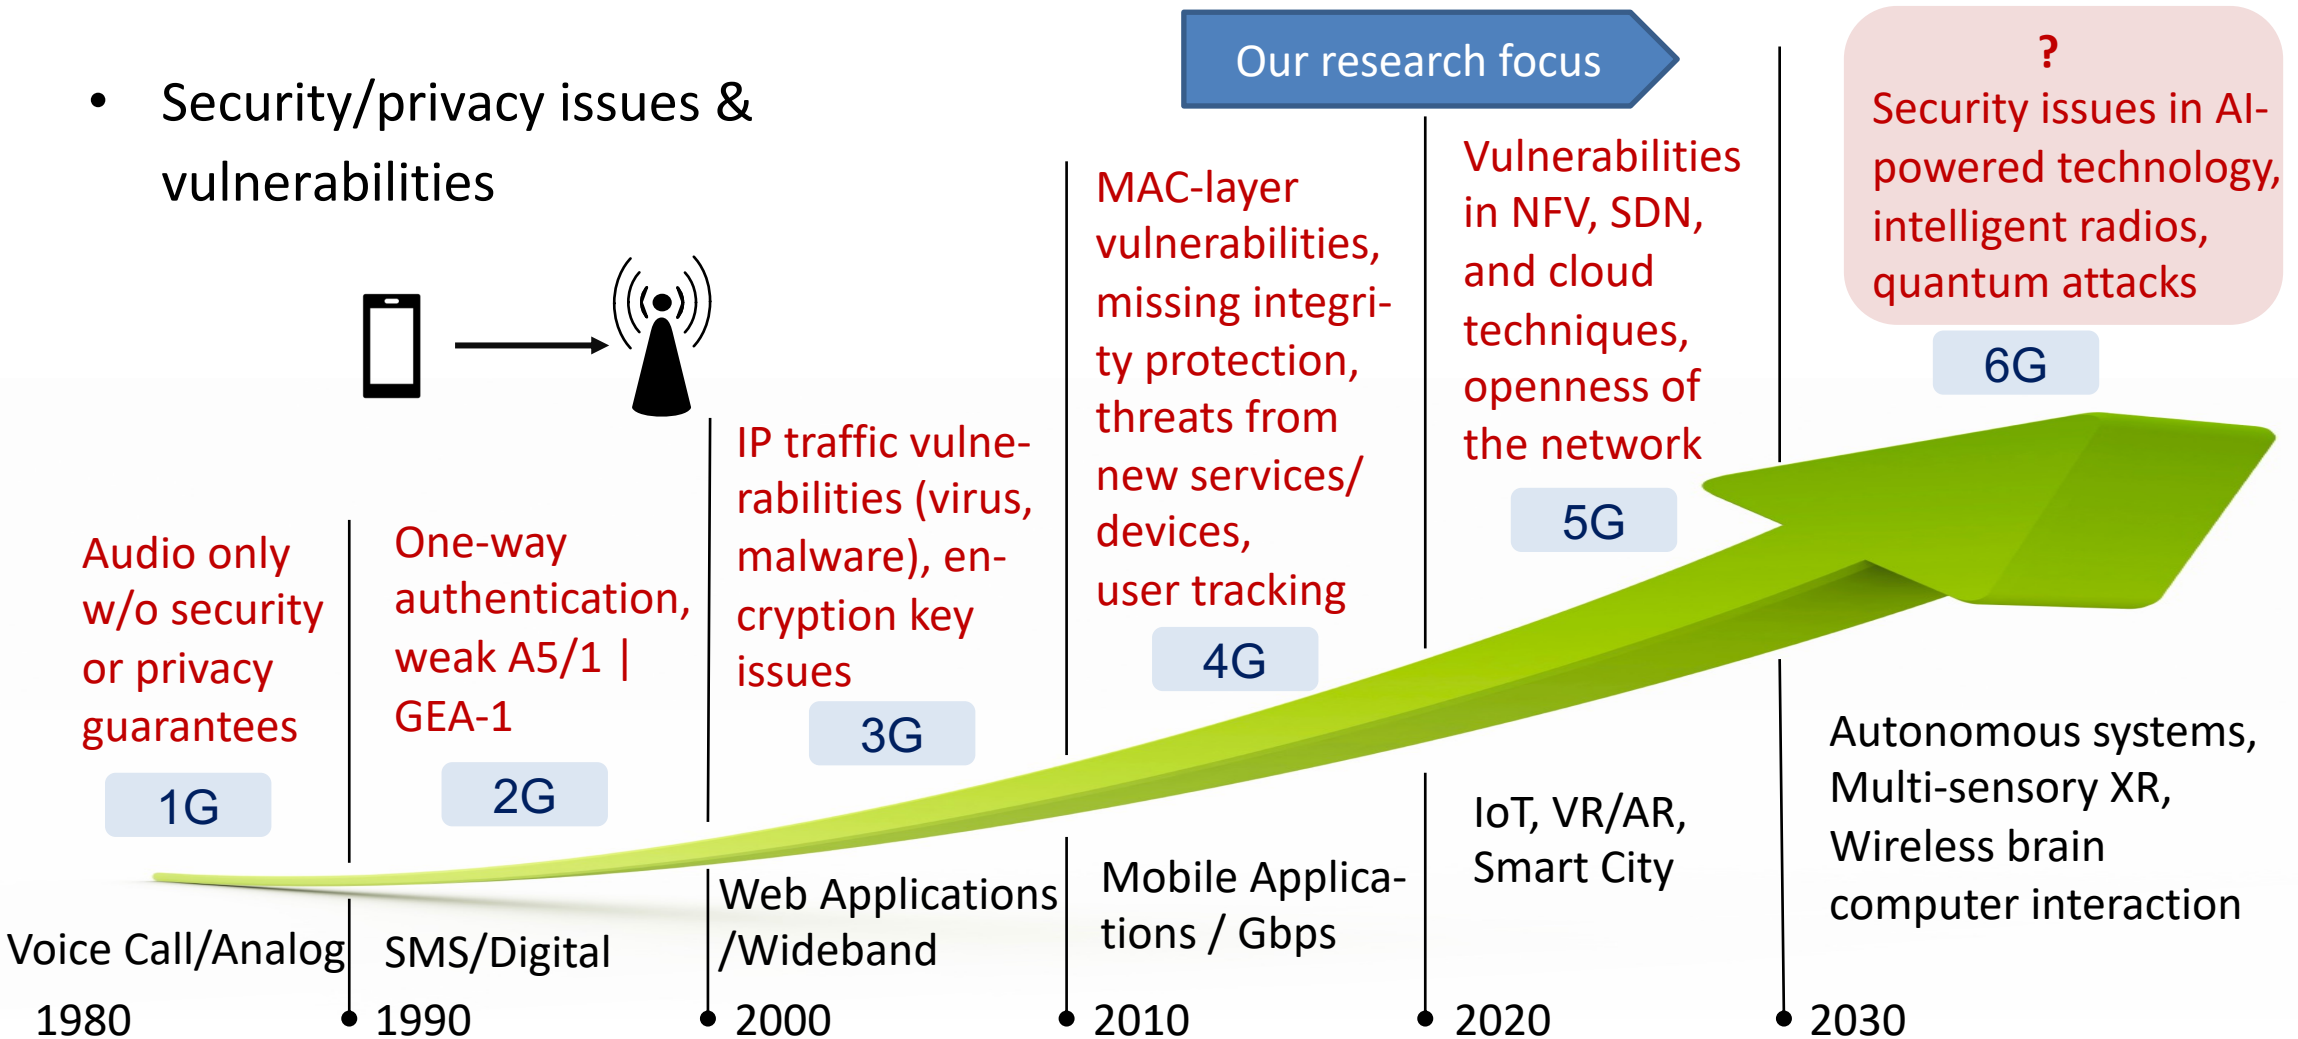 • Security/privacy issues &
vulnerabilities
Our research focus
Audio only
w/o security
or privacy
guarantees
1G
Voice Call/Analog
1980
One-way
authentication,
weak A5/1 |
GEA-1
2G
SMS/Digital
1990
IP traffic vulne-
rabilities (virus,
malware), en-
cryption key
issues
3G
Web Applications
/Wideband
2000
MAC-layer
vulnerabilities,
missing integri-
ty protection,
threats from
new services/
devices,
user tracking
4G
Mobile Applica-
tions / Gbps
2010
Vulnerabilities
in NFV, SDN,
and cloud
techniques,
openness of
the network
5G
IoT, VR/AR,
Smart City
2020
?
Security issues in AI-
powered technology,
intelligent radios,
quantum attacks
6G
Autonomous systems,
Multi-sensory XR,
Wireless brain
computer interaction
2030